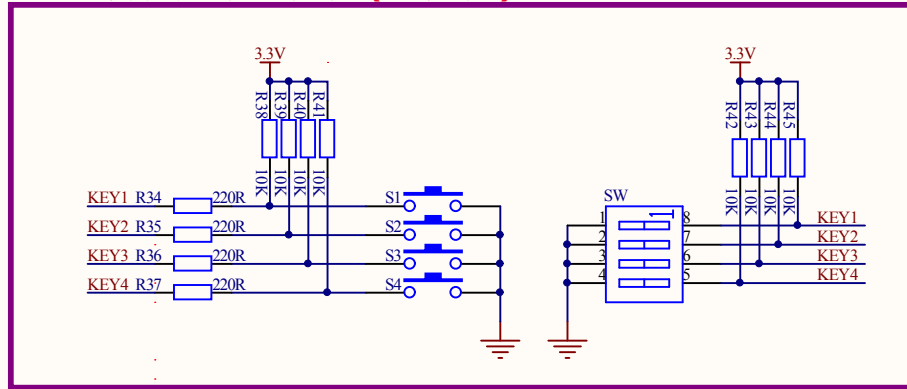 3.3V
3.3V
R38
R39
R40
R41
R42
R43
R44
R45
10K
10K
10K
10K
10K
10K
10K
10K
KEY1 R34 220R S1
KEY2 R35 220R S2
KEY3 R36 220R S3
KEY4 R37 220R S4
SW
1
1 8 KEY1
2 7 KEY2
3 6 KEY3
4 5 KEY4